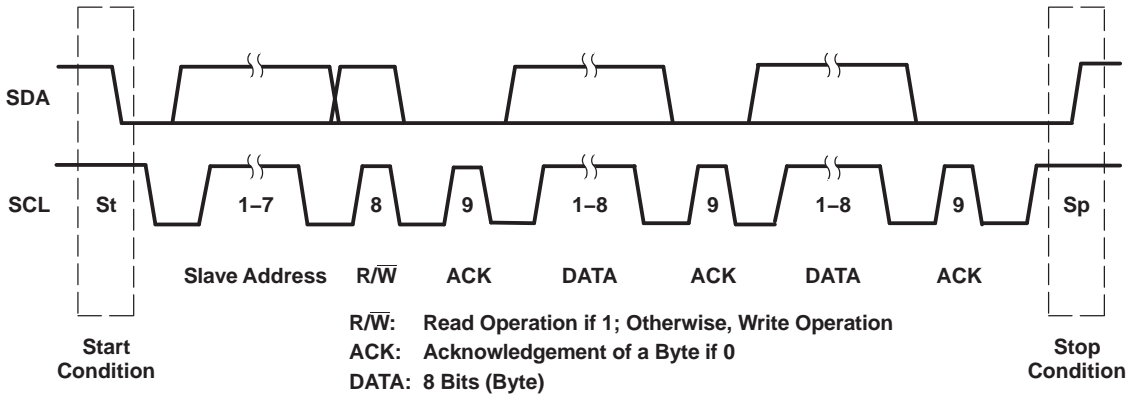 SDA
SCL St 1–7 8 9 1–8 9 1–8 9 Sp
Slave Address R/W̅ ACK DATA ACK DATA ACK
R/W̅: Read Operation if 1; Otherwise, Write Operation
ACK: Acknowledgement of a Byte if 0
DATA: 8 Bits (Byte)
Start
Condition
Stop
Condition